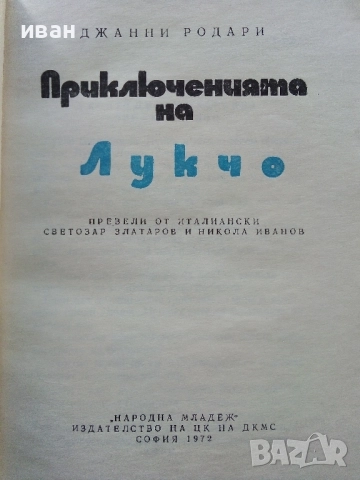 иван
ДЖАННИ РОДАРИ
Приключенията
на
Лукчо
ПРЕВЕЛИ ОТ ИТАЛИАНСКИ
СВЕТОЗАР ЗЛАТАРОВ И НИКОЛА ИВАНОВ
„НАРОДНА МЛАДЕЖ"
ИЗДАТЕЛСТВО НА ЦК НА ДКМС
СОФИЯ 1972
BAZAR